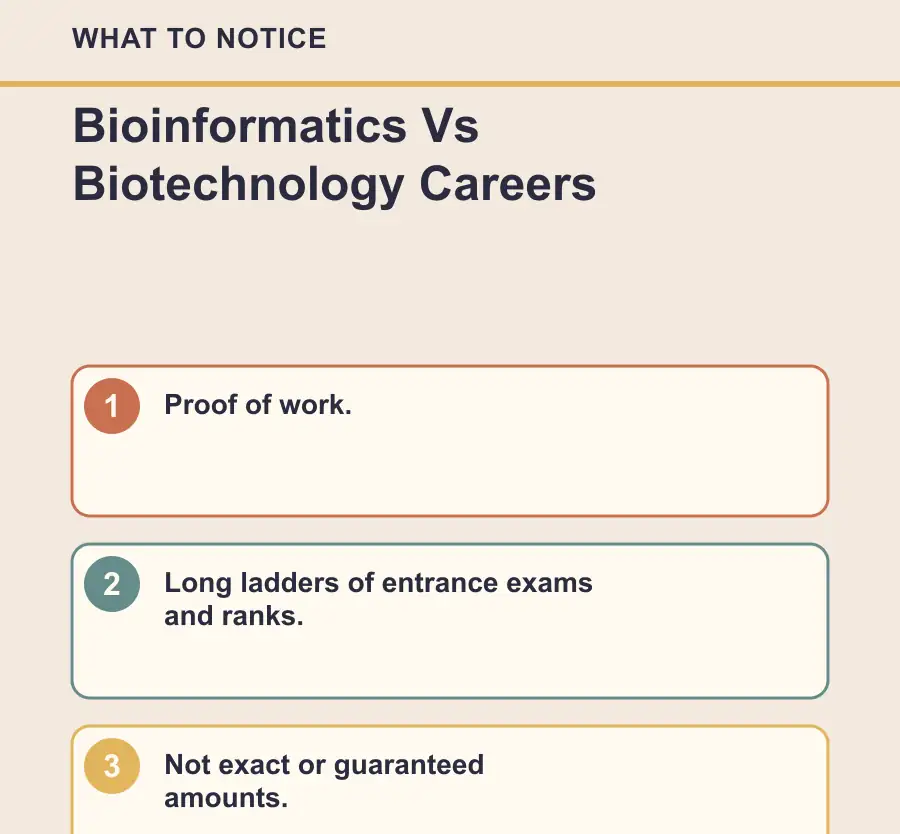 WHAT TO NOTICE
Bioinformatics Vs
Biotechnology Careers
1
Proof of work.
2
Long ladders of entrance exams
and ranks.
3
Not exact or guaranteed
amounts.